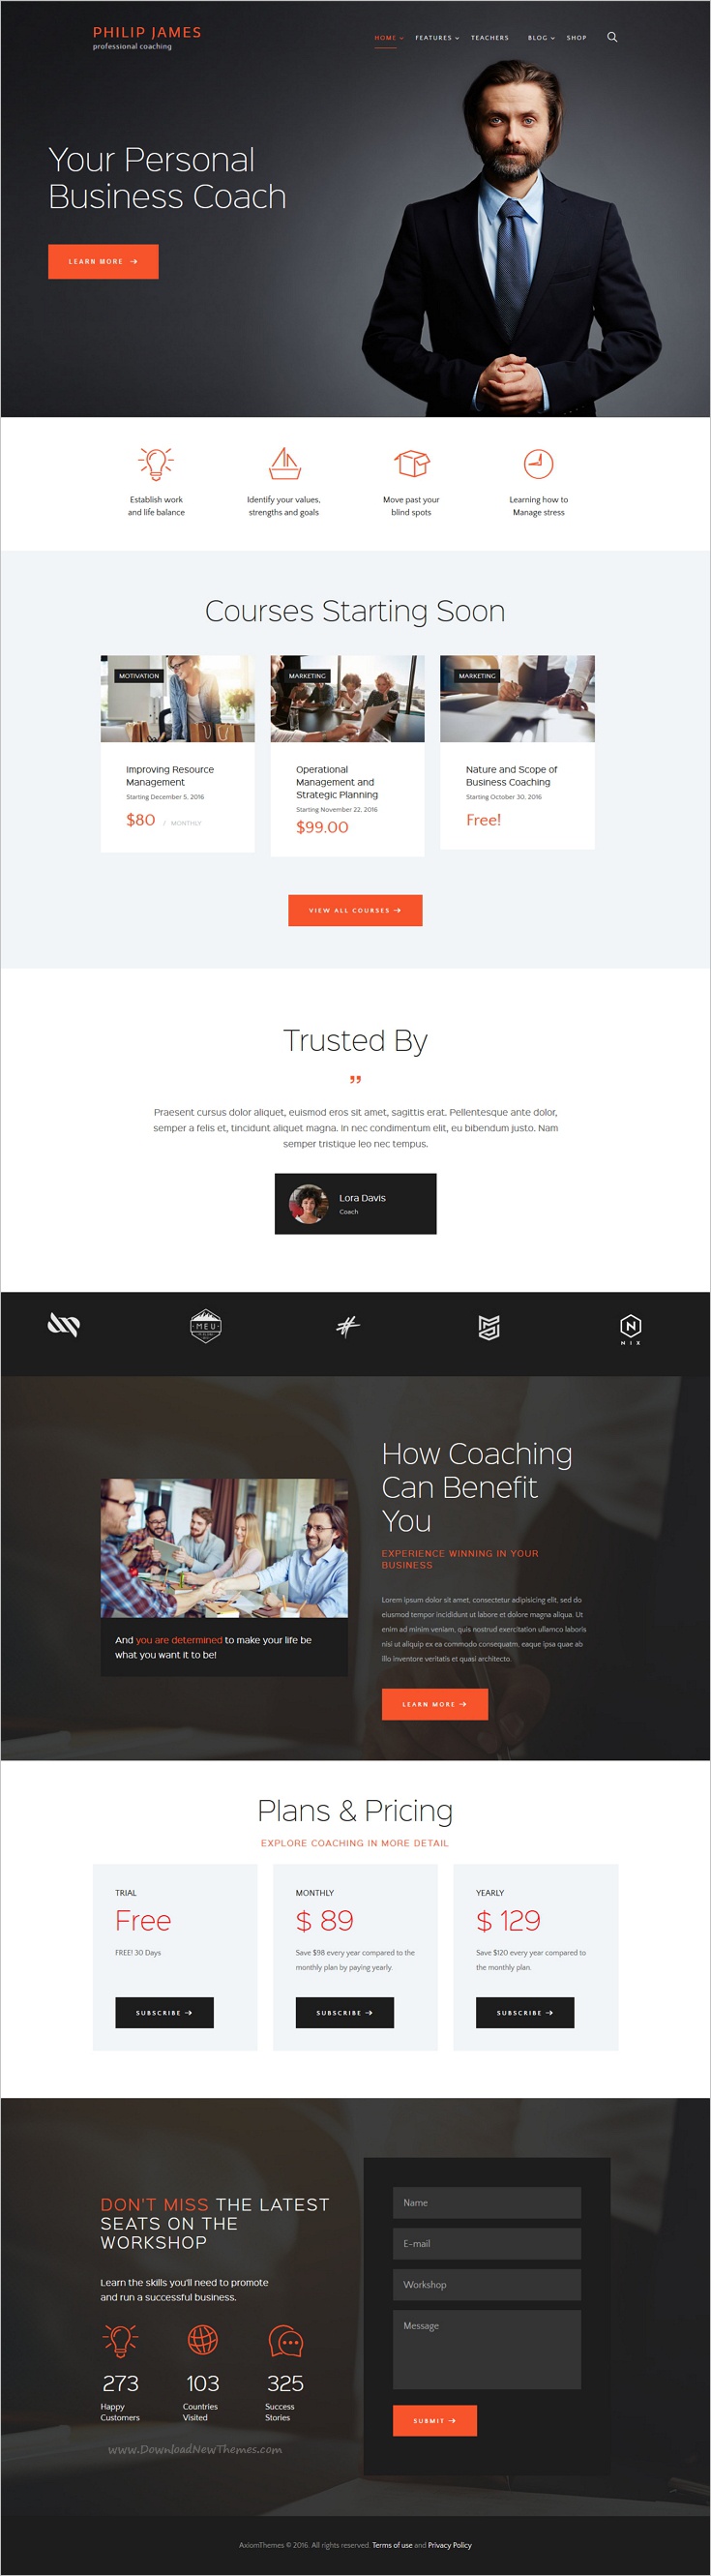 PHILIP JAMES
professional coaching
HOME FEATURES TEACHERS BLOG SHOP
Your Personal
Business Coach
LEARN MORE →
Establish work
and life balance
Identify your values,
strengths and goals
Move past your
blind spots
Learning how to
Manage stress
Courses Starting Soon
MOTIVATION
Improving Resource
Management
Starting December 5, 2016
$80 / MONTHLY
MARKETING
Operational
Management and
Strategic Planning
Starting November 22, 2016
$99.00
MARKETING
Nature and Scope of
Business Coaching
Starting October 30, 2016
Free!
VIEW ALL COURSES →
Trusted By
”
Praesent cursus dolor aliquet, euismod eros sit amet, sagittis erat. Pellentesque ante dolor,
semper a felis et, tincidunt aliquet magna. In nec condimentum elit, eu bibendum justo. Nam
semper tristique leo nec tempus.
Lora Davis
Coach
MEU
N
NIX
And you are determined to make your life be
what you want it to be!
How Coaching
Can Benefit
You
EXPERIENCE WINNING IN YOUR
BUSINESS
Lorem ipsum dolor sit amet, consectetur adipisicing elit, sed do
eiusmod tempor incididunt ut labore et dolore magna aliqua. Ut
enim ad minim veniam, quis nostrud exercitation ullamco laboris
nisi ut aliquip ex ea commodo consequatm, eaque ipsa quae ab
illo inventore veritatis et quasi architecto.
LEARN MORE →
Plans & Pricing
EXPLORE COACHING IN MORE DETAIL
TRIAL
Free
FREE! 30 Days
SUBSCRIBE →
MONTHLY
$ 89
Save $98 every year compared to the
monthly plan by paying yearly.
SUBSCRIBE →
YEARLY
$ 129
Save $120 every year compared to
the monthly plan.
SUBSCRIBE →
DON'T MISS THE LATEST
SEATS ON THE
WORKSHOP
Learn the skills you'll need to promote
and run a successful business.
273
Happy
Customers
103
Countries
Visited
325
Success
Stories
www.DownloadNewThemes.com
Name
E-mail
Workshop
Message
SUBMIT →
AxiomThemes © 2016. All rights reserved. Terms of use and Privacy Policy